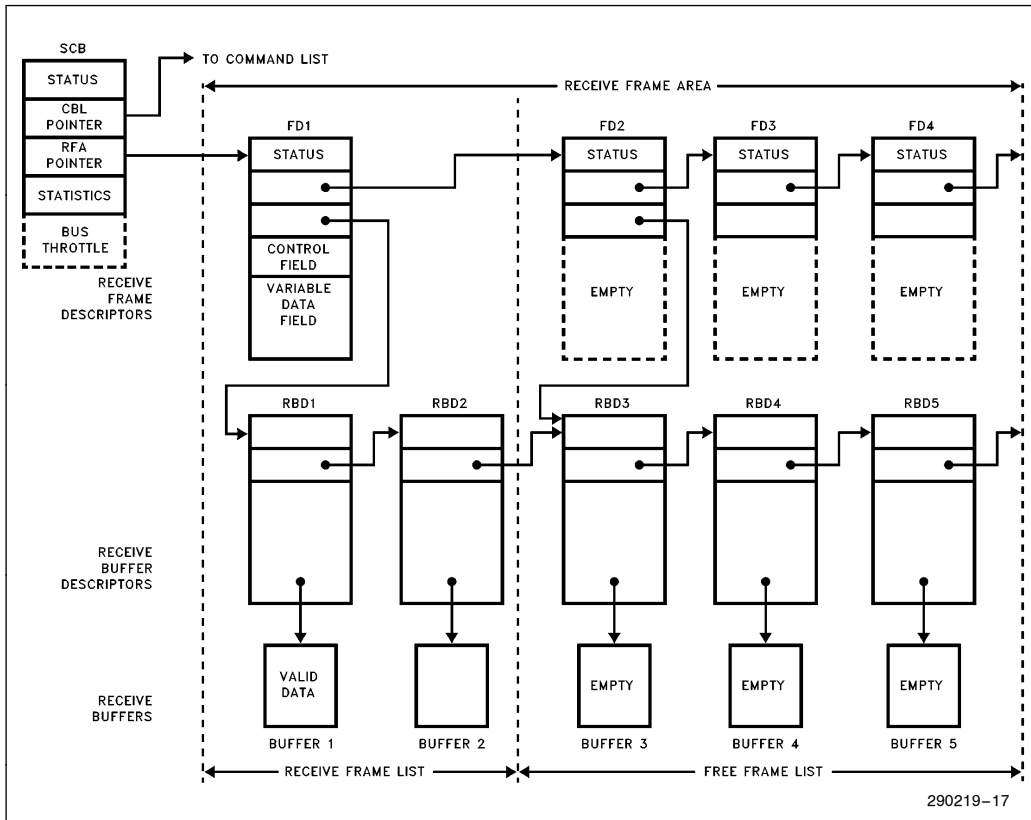 SCB
STATUS
CBL
POINTER
RFA
POINTER
STATISTICS
BUS
THROTTLE
TO COMMAND LIST
RECEIVE FRAME AREA
RECEIVE
FRAME
DESCRIPTORS
FD1
STATUS
CONTROL
FIELD
VARIABLE
DATA
FIELD
FD2
STATUS
EMPTY
FD3
STATUS
EMPTY
FD4
STATUS
EMPTY
RECEIVE
BUFFER
DESCRIPTORS
RBD1
RBD2
RBD3
RBD4
RBD5
RECEIVE
BUFFERS
VALID
DATA
EMPTY
EMPTY
EMPTY
BUFFER 1
BUFFER 2
BUFFER 3
BUFFER 4
BUFFER 5
RECEIVE FRAME LIST
FREE FRAME LIST
290219-17